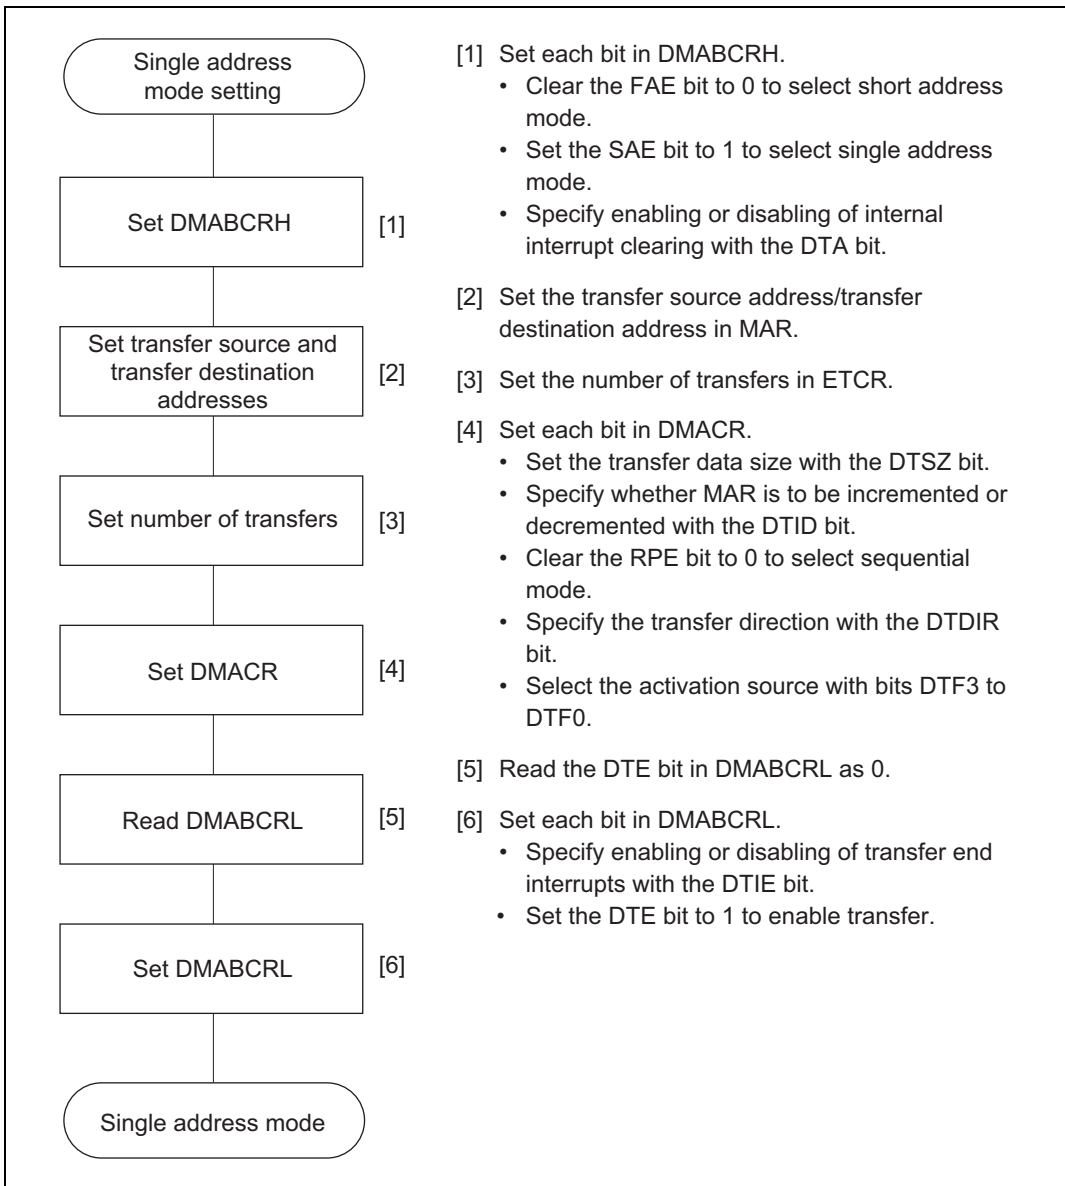 Single address
mode setting
Set DMABCRH
[1]
Set transfer source and
transfer destination
addresses
[2]
Set number of transfers
[3]
Set DMACR
[4]
Read DMABCRL
[5]
Set DMABCRL
[6]
Single address mode
[1] Set each bit in DMABCRH.
• Clear the FAE bit to 0 to select short address
mode.
• Set the SAE bit to 1 to select single address
mode.
• Specify enabling or disabling of internal
interrupt clearing with the DTA bit.
[2] Set the transfer source address/transfer
destination address in MAR.
[3] Set the number of transfers in ETCR.
[4] Set each bit in DMACR.
• Set the transfer data size with the DTSZ bit.
• Specify whether MAR is to be incremented or
decremented with the DTID bit.
• Clear the RPE bit to 0 to select sequential
mode.
• Specify the transfer direction with the DTDIR
bit.
• Select the activation source with bits DTF3 to
DTF0.
[5] Read the DTE bit in DMABCRL as 0.
[6] Set each bit in DMABCRL.
• Specify enabling or disabling of transfer end
interrupts with the DTIE bit.
• Set the DTE bit to 1 to enable transfer.